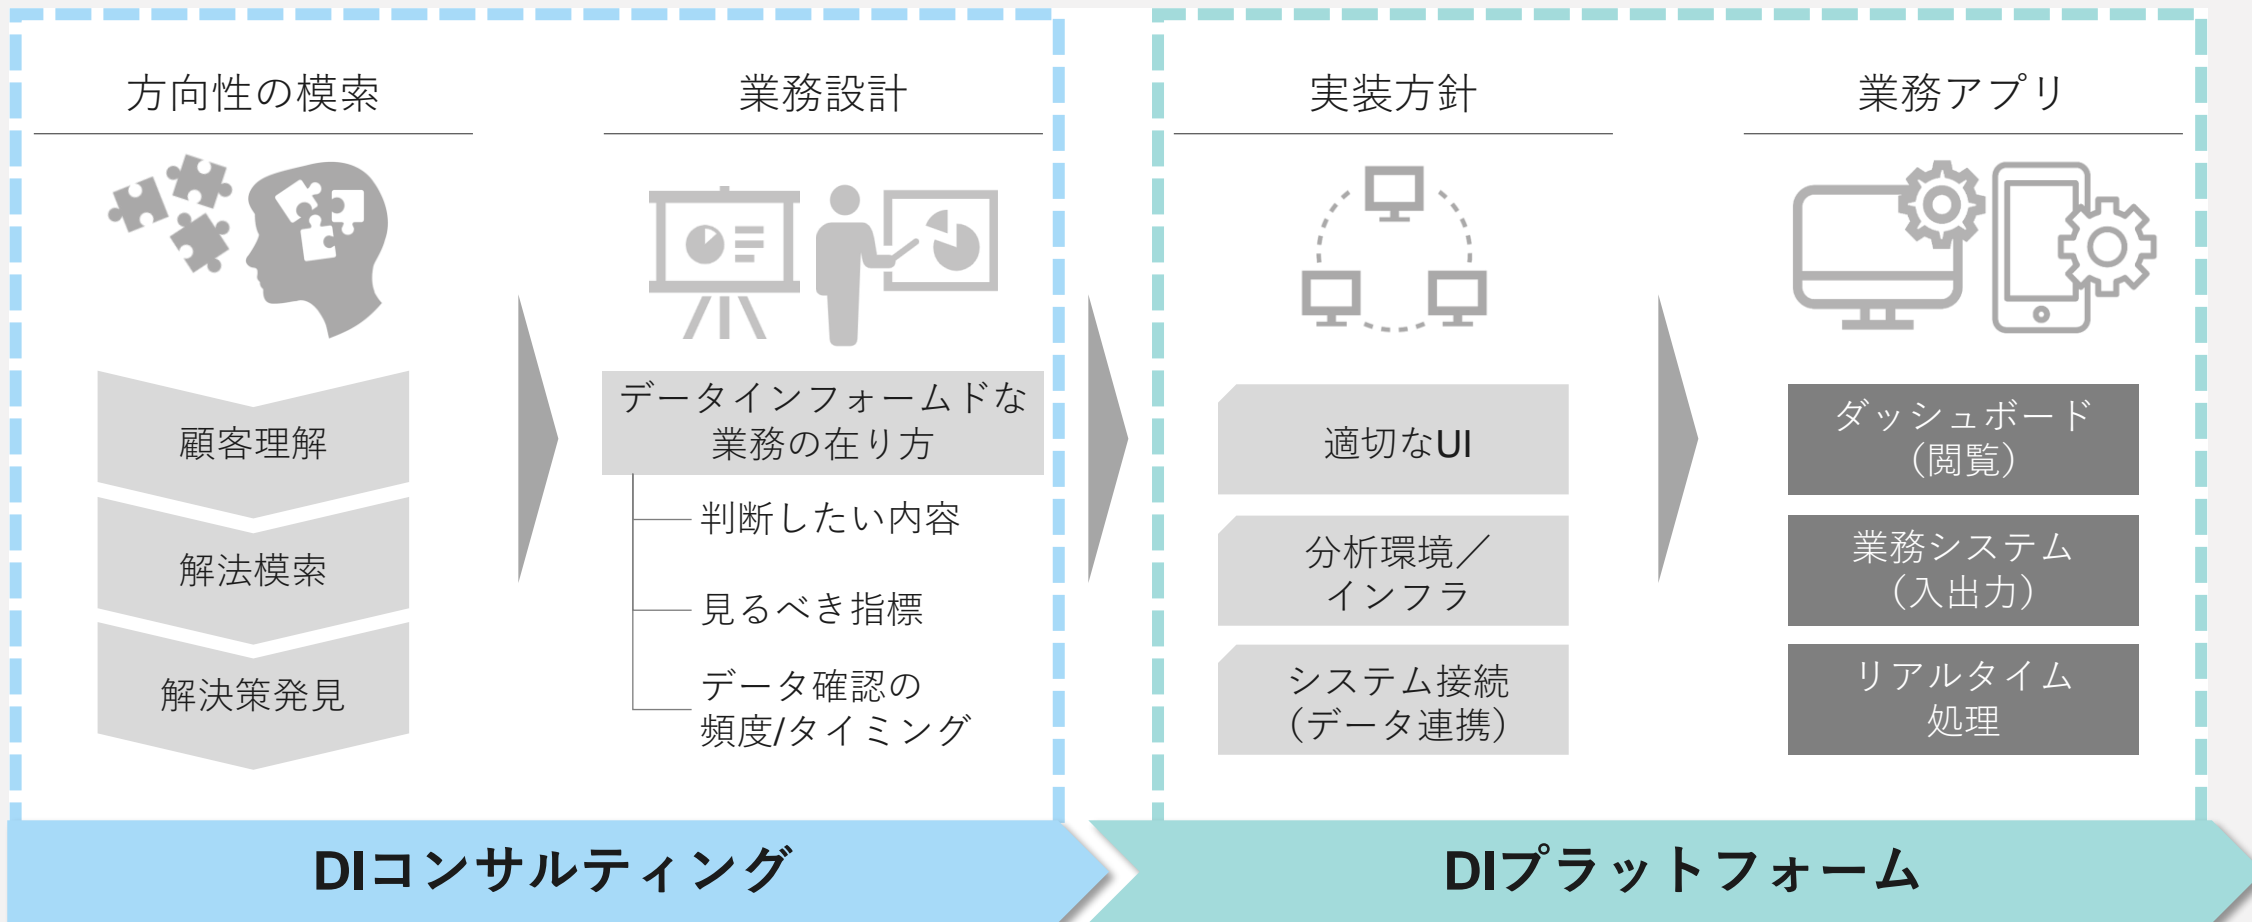 方向性の模索
顧客理解
解法模索
解決策発見
業務設計
データインフォームドな
業務の在り方
判断したい内容
見るべき指標
データ確認の
頻度/タイミング
実装方針
適切なUI
分析環境／
インフラ
システム接続
（データ連携）
業務アプリ
ダッシュボード
（閲覧）
業務システム
（入出力）
リアルタイム
処理
DIコンサルティング
DIプラットフォーム